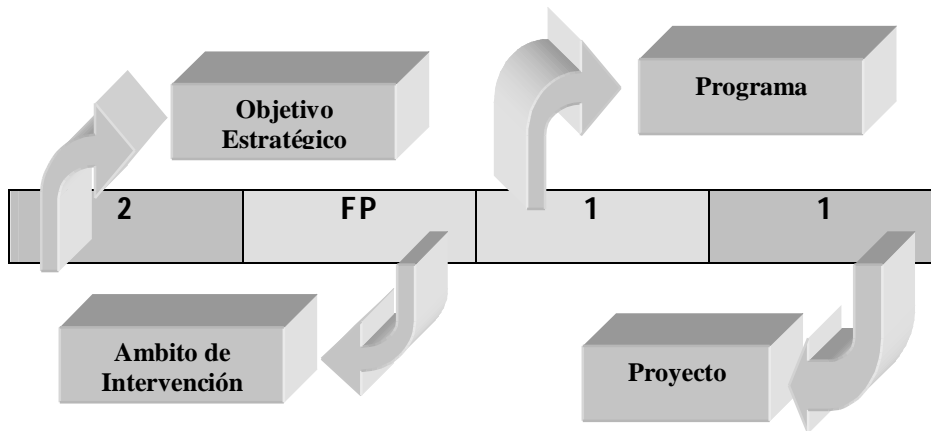 Objetivo
Estratégico
Programa
2 FP 1 1
Ambito de
Intervención
Proyecto